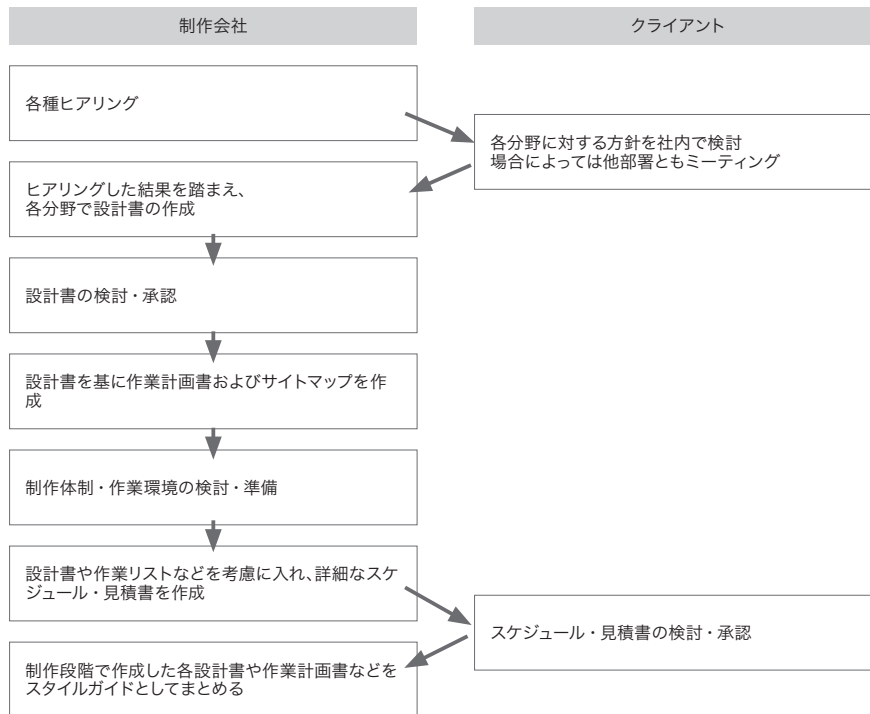 制作会社
クライアント
各種ヒアリング
各分野に対する方針を社内で検討
場合によっては他部署ともミーティング
ヒアリングした結果を踏まえ、
各分野で設計書の作成
設計書の検討・承認
設計書を基に作業計画書およびサイトマップを作
成
制作体制・作業環境の検討・準備
設計書や作業リストなどを考慮に入れ、詳細なスケ
ジュール・見積書を作成
スケジュール・見積書の検討・承認
制作段階で作成した各設計書や作業計画書などを
スタイルガイドとしてまとめる